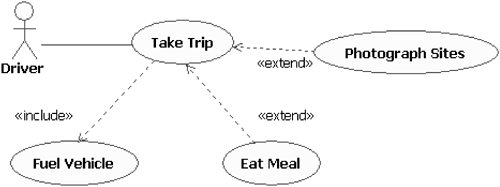 Take Trip
Photograph Sites
Driver
«extend»
«include»
«extend»
Fuel Vehicle
Eat Meal